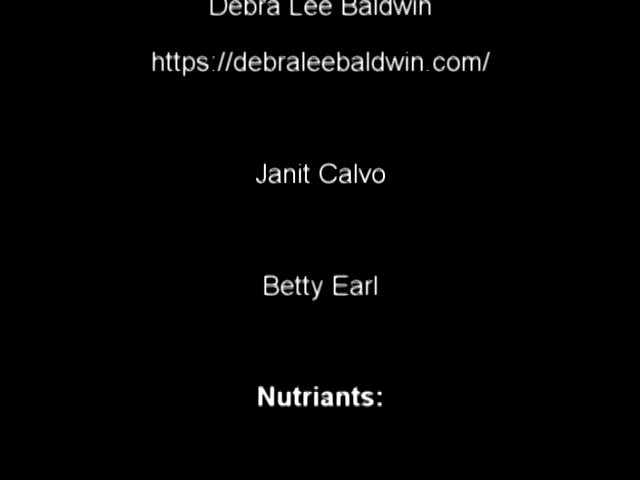 Debra Lee Baldwin
https://debraleebaldwin.com/
Janit Calvo
Betty Earl
Nutriants: